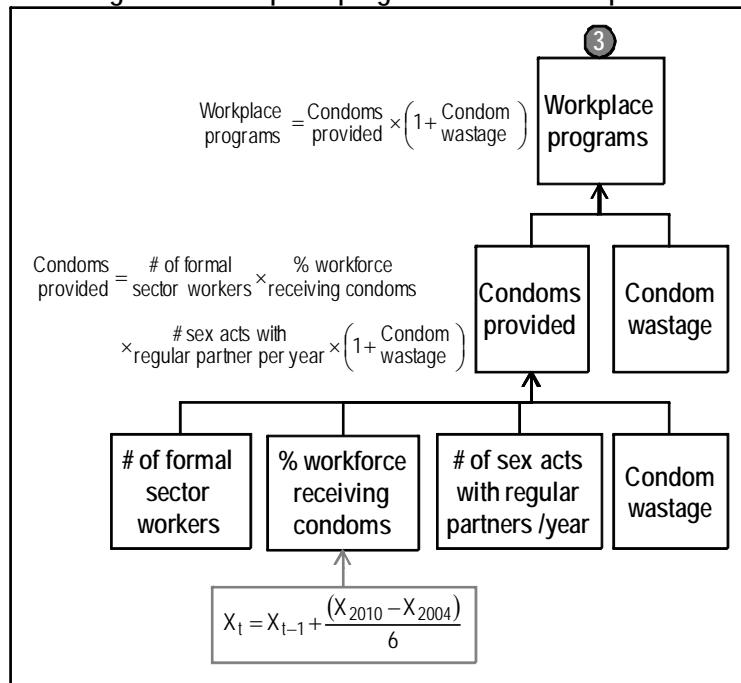 3
Workplace
programs
Workplace programs = Condoms provided × (1 + Condom wastage)
Condoms provided = # of formal sector workers × % workforce receiving condoms
× # sex acts with regular partner per year × (1 + Condom wastage)
Condoms
provided
Condom
wastage
# of formal
sector
workers
% workforce
receiving
condoms
# of sex acts
with regular
partners /year
Condom
wastage
X_t = X_{t–1} + (X_2010 – X_2004) / 6